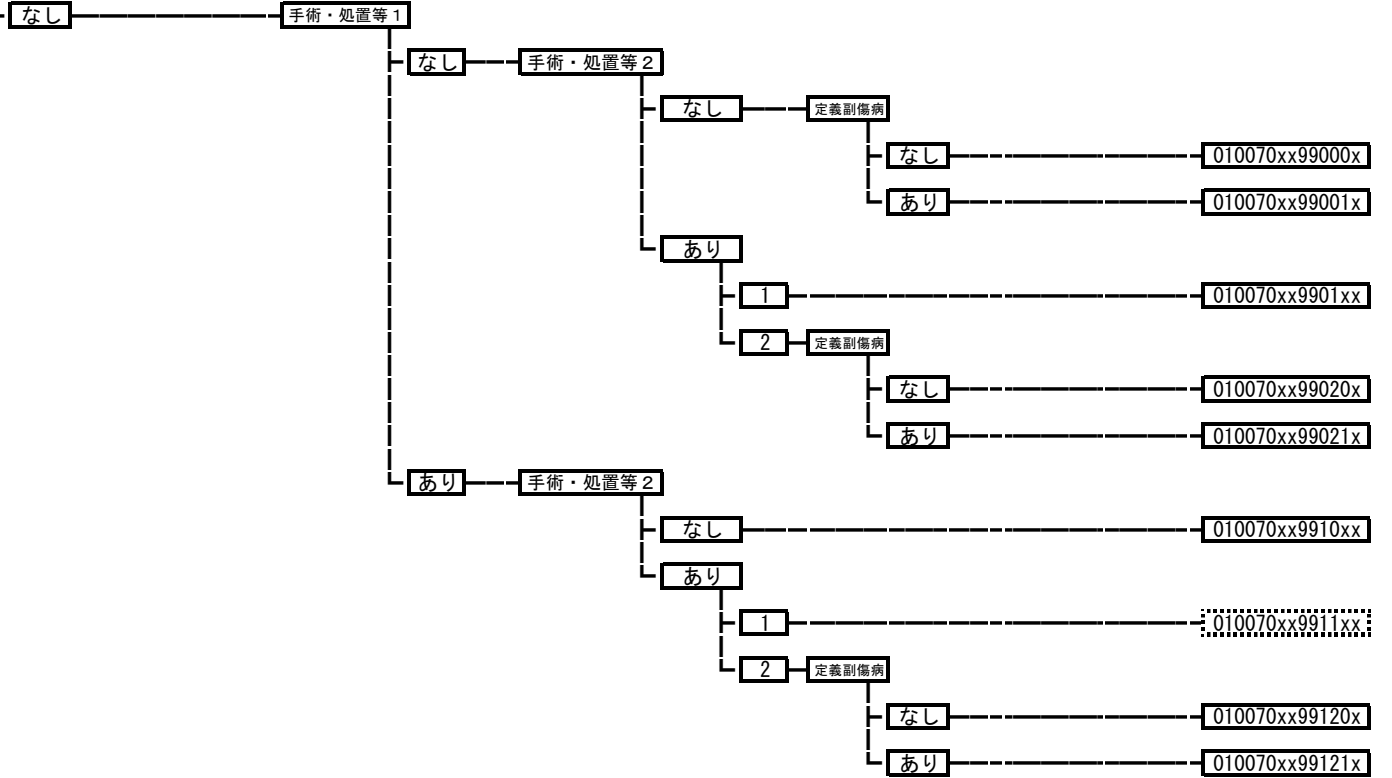 なし 手術・処置等１
なし 手術・処置等２
なし 定義副傷病
なし 010070xx99000x
あり 010070xx99001x
あり
1 010070xx9901xx
2 定義副傷病
なし 010070xx99020x
あり 010070xx99021x
あり 手術・処置等２
なし 010070xx9910xx
あり
1 010070xx9911xx
2 定義副傷病
なし 010070xx99120x
あり 010070xx99121x